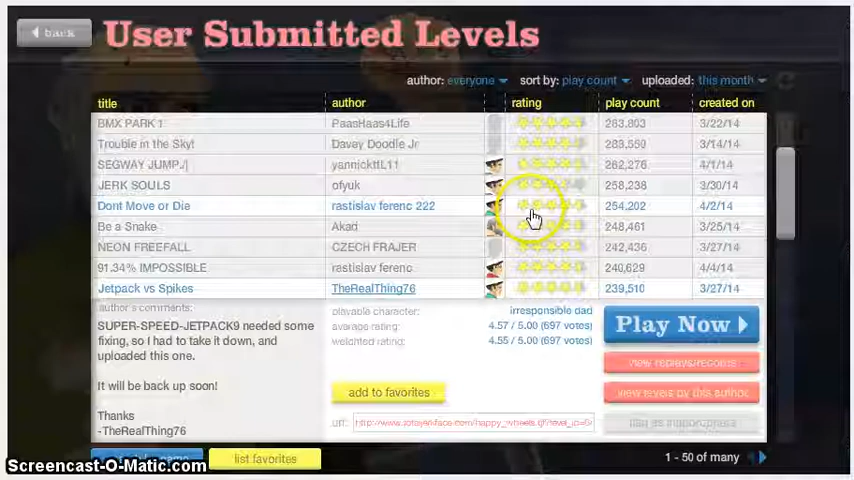 back
User Submitted Levels
author: everyone sort by: play count uploaded: this month
title author rating play count created on
BMX PARK 1 PaasHaas4Life 283,803 3/22/14
Trouble in the Sky! Davey Doodle Jr 283,550 3/14/14
SEGWAY JUMP./| yannickttL11 262,276 4/1/14
JERK SOULS ofyuk 258,238 3/30/14
Dont Move or Die rastislav ferenc 222 254,202 4/2/14
Be a Snake Akad 248,461 3/25/14
NEON FREEFALL CZECH FRAJER 242,436 3/27/14
91.34% IMPOSSIBLE rastislav ferenc 240,629 4/4/14
Jetpack vs Spikes TheRealThing76 239,510 3/27/14
author's comments:
SUPER-SPEED-JETPACK9 needed some
fixing, so I had to take it down, and
uploaded this one.
It will be back up soon!
Thanks
-TheRealThing76
playable character: irresponsible dad
average rating: 4.57 / 5.00 (697 votes)
weighted rating: 4.55 / 5.00 (697 votes)
add to favorites
url:
Play Now
view replays/records
view levels by this author
flag as inappropriate
list favorites
1 - 50 of many
Screencast-O-Matic.com